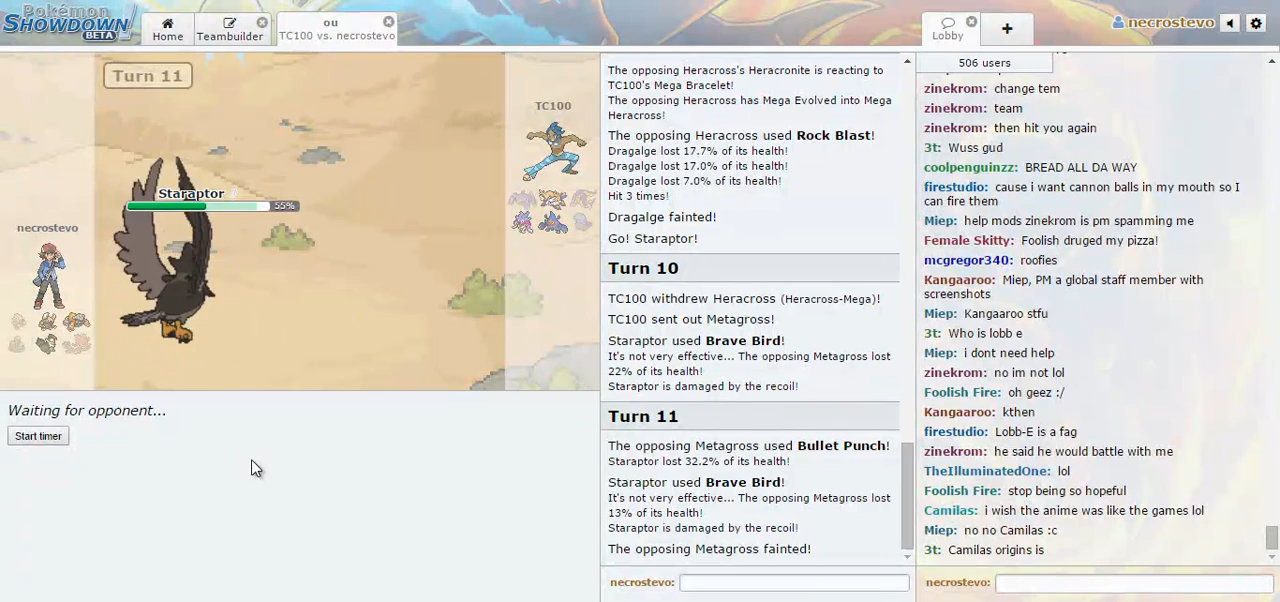 Pokémon
SHOWDOWN
BETA
Home
Teambuilder
ou
TC100 vs. necrostevo
Lobby
+
necrostevo
Turn 11
TC100
Staraptor
55%
necrostevo
Waiting for opponent...
Start timer
The opposing Heracross's Heracronite is reacting to
TC100's Mega Bracelet!
The opposing Heracross has Mega Evolved into Mega
Heracross!
The opposing Heracross used Rock Blast!
Dragalge lost 17.7% of its health!
Dragalge lost 17.0% of its health!
Dragalge lost 7.0% of its health!
Hit 3 times!
Dragalge fainted!
Go! Staraptor!
Turn 10
TC100 withdrew Heracross (Heracross-Mega)!
TC100 sent out Metagross!
Staraptor used Brave Bird!
It's not very effective... The opposing Metagross lost
22% of its health!
Staraptor is damaged by the recoil!
Turn 11
The opposing Metagross used Bullet Punch!
Staraptor lost 32.2% of its health!
Staraptor used Brave Bird!
It's not very effective... The opposing Metagross lost
13% of its health!
Staraptor is damaged by the recoil!
The opposing Metagross fainted!
necrostevo:
506 users
zinekrom: change tem
zinekrom: team
zinekrom: then hit you again
3t: Wuss gud
coolpenguinzz: BREAD ALL DA WAY
firestudio: cause i want cannon balls in my mouth so I
can fire them
Miep: help mods zinekrom is pm spamming me
Female Skitty: Foolish druged my pizza!
mcgregor340: roofies
Kangaaroo: Miep, PM a global staff member with
screenshots
Miep: Kangaaroo stfu
3t: Who is lobb e
Miep: i dont need help
zinekrom: no im not lol
Foolish Fire: oh geez :/
Kangaaroo: kthen
firestudio: Lobb-E is a fag
zinekrom: he said he would battle with me
TheIlluminatedOne: lol
Foolish Fire: stop being so hopeful
Camilas: i wish the anime was like the games lol
Miep: no no Camilas :c
3t: Camilas origins is
necrostevo: